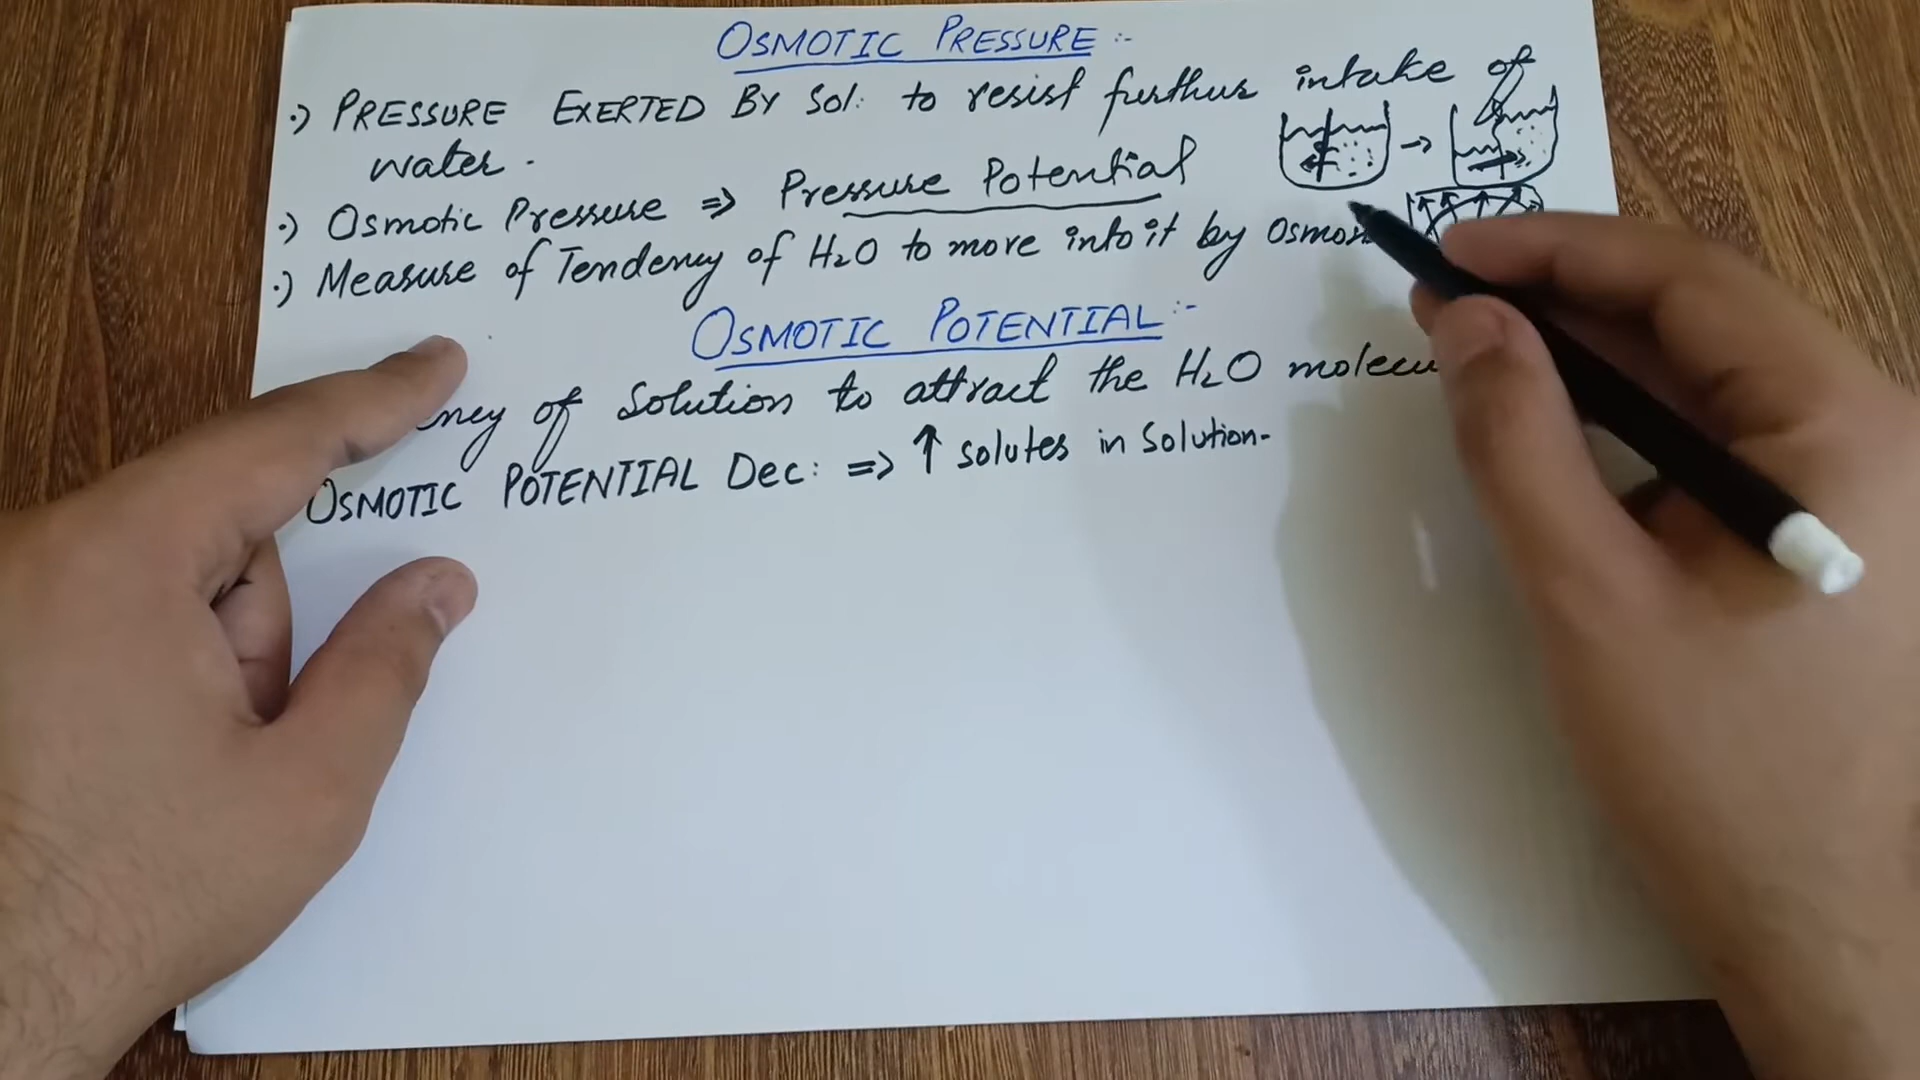 OSMOTIC PRESSURE :-
•) PRESSURE EXERTED By Sol: to resist furthur intake of
water.
•) Osmotic Pressure => Pressure Potential
•) Measure of Tendency of H2O to move into it by
OSMOTIC POTENTIAL :-
of Solution to attract the H2O
OSMOTIC POTENTIAL Dec: => ↑ solutes in Solution-